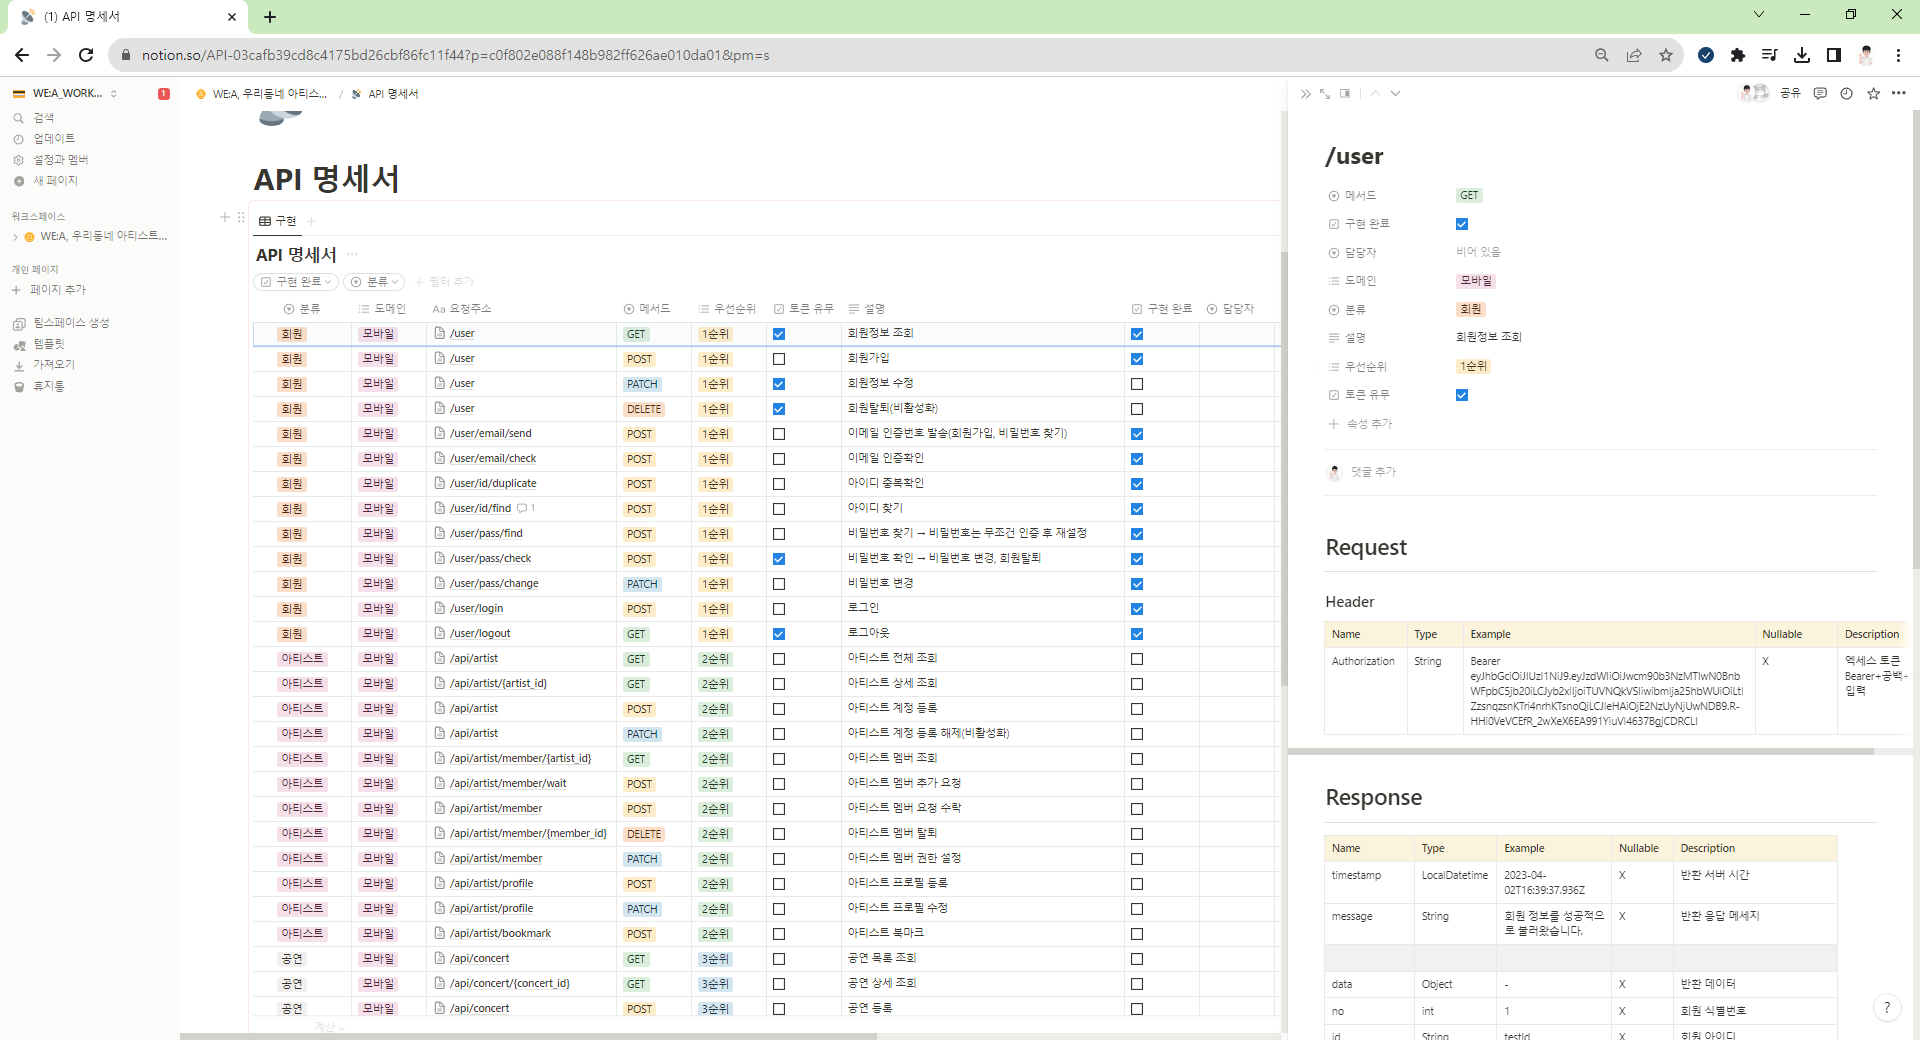 (1) API 명세서
notion.so/API-03cafb39cd8c4175bd26cbf86fc11f44?p=c0f802e088f148b982ff626ae010da01&pm=s
WE:A_WORK...
1
검색
업데이트
설정과 멤버
새 페이지
워크스페이스
WE:A, 우리동네 아티스트...
개인 페이지
페이지 추가
팀스페이스 생성
템플릿
가져오기
휴지통
WE:A, 우리동네 아티스... / API 명세서
API 명세서
구현
API 명세서
구현 완료 분류 필터 추가
분류 도메인 Aa 요청주소 메서드 우선순위 토큰 유무 설명 구현 완료 담당자
회원 모바일 /user GET 1순위 회원정보 조회
회원 모바일 /user POST 1순위 회원가입
회원 모바일 /user PATCH 1순위 회원정보 수정
회원 모바일 /user DELETE 1순위 회원탈퇴(비활성화)
회원 모바일 /user/email/send POST 1순위 이메일 인증번호 발송(회원가입, 비밀번호 찾기)
회원 모바일 /user/email/check POST 1순위 이메일 인증확인
회원 모바일 /user/id/duplicate POST 1순위 아이디 중복확인
회원 모바일 /user/id/find 1 POST 1순위 아이디 찾기
회원 모바일 /user/pass/find POST 1순위 비밀번호 찾기 → 비밀번호는 무조건 인증 후 재설정
회원 모바일 /user/pass/check POST 1순위 비밀번호 확인 → 비밀번호 변경, 회원탈퇴
회원 모바일 /user/pass/change PATCH 1순위 비밀번호 변경
회원 모바일 /user/login POST 1순위 로그인
회원 모바일 /user/logout GET 1순위 로그아웃
아티스트 모바일 /api/artist GET 2순위 아티스트 전체 조회
아티스트 모바일 /api/artist/{artist_id} GET 2순위 아티스트 상세 조회
아티스트 모바일 /api/artist POST 2순위 아티스트 계정 등록
아티스트 모바일 /api/artist PATCH 2순위 아티스트 계정 등록 해제(비활성화)
아티스트 모바일 /api/artist/member/{artist_id} GET 2순위 아티스트 멤버 조회
아티스트 모바일 /api/artist/member/wait POST 2순위 아티스트 멤버 추가 요청
아티스트 모바일 /api/artist/member POST 2순위 아티스트 멤버 요청 수락
아티스트 모바일 /api/artist/member/{member_id} DELETE 2순위 아티스트 멤버 탈퇴
아티스트 모바일 /api/artist/member PATCH 2순위 아티스트 멤버 권한 설정
아티스트 모바일 /api/artist/profile POST 2순위 아티스트 프로필 등록
아티스트 모바일 /api/artist/profile PATCH 2순위 아티스트 프로필 수정
아티스트 모바일 /api/artist/bookmark POST 2순위 아티스트 북마크
공연 모바일 /api/concert GET 3순위 공연 목록 조회
공연 모바일 /api/concert/{concert_id} GET 3순위 공연 상세 조회
공연 모바일 /api/concert POST 3순위 공연 등록
계산
공유
/user
메서드 GET
구현 완료
담당자 비어 있음
도메인 모바일
분류 회원
설명 회원정보 조회
우선순위 1순위
토큰 유무
속성 추가
댓글 추가
Request
Header
Name Type Example Nullable Description
Authorization String Bearer X 엑세스 토큰
Bearer+공백+
입력
Response
Name Type Example Nullable Description
timestamp LocalDatetime 2023-04-02T16:39:37.936Z X 반환 서버 시간
message String 회원 정보를 성공적으로 불러왔습니다. X 반환 응답 메세지
data Object - X 반환 데이터
no int 1 X 회원 식별번호
id String testId X 회원 아이디
?